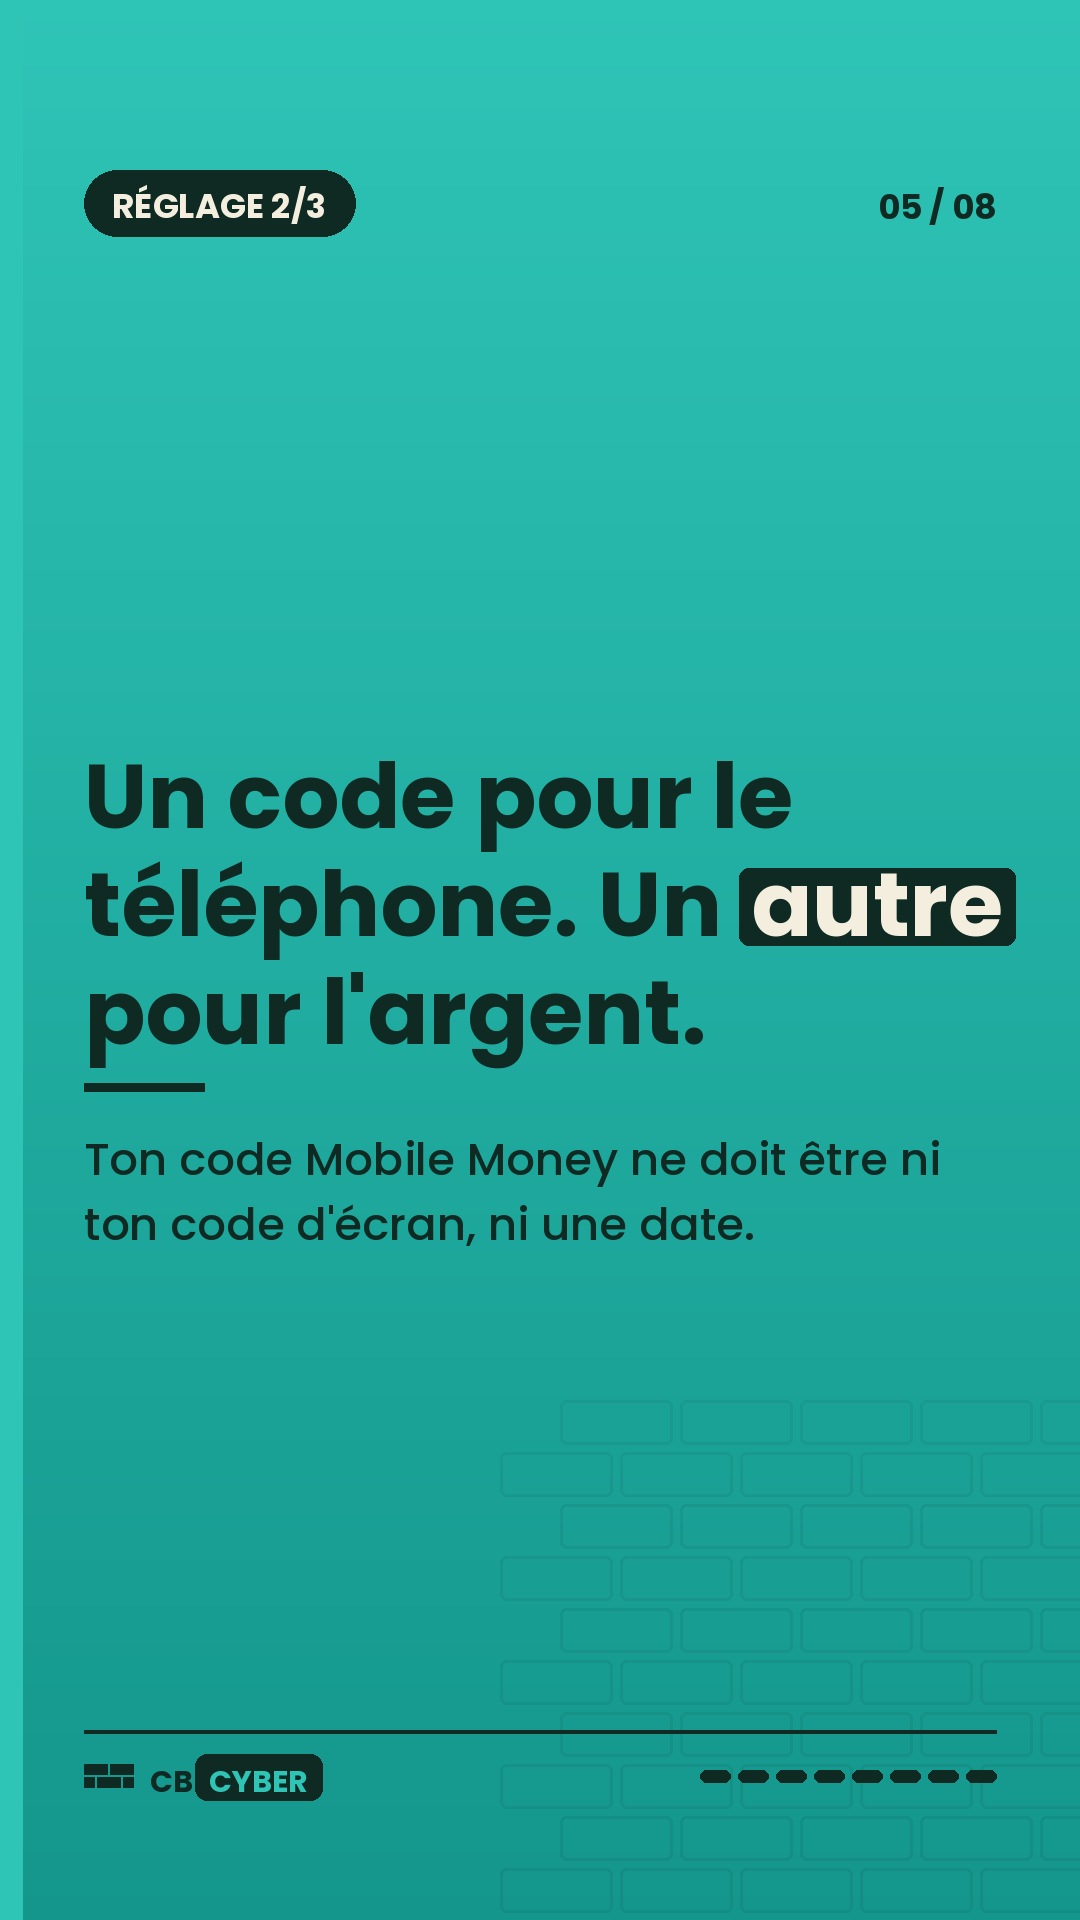 RÉGLAGE 2/3
05 / 08
Un code pour le
téléphone. Un autre
pour l'argent.
Ton code Mobile Money ne doit être ni
ton code d'écran, ni une date.
CB CYBER